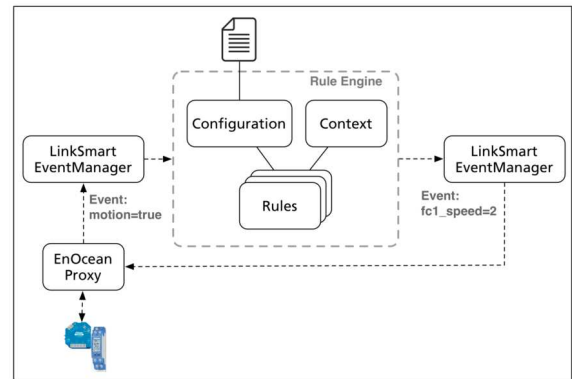 Rule Engine
Configuration
Context
Rules
LinkSmart
EventManager
Event:
motion=true
EnOcean
Proxy
LinkSmart
EventManager
Event:
fc1_speed=2